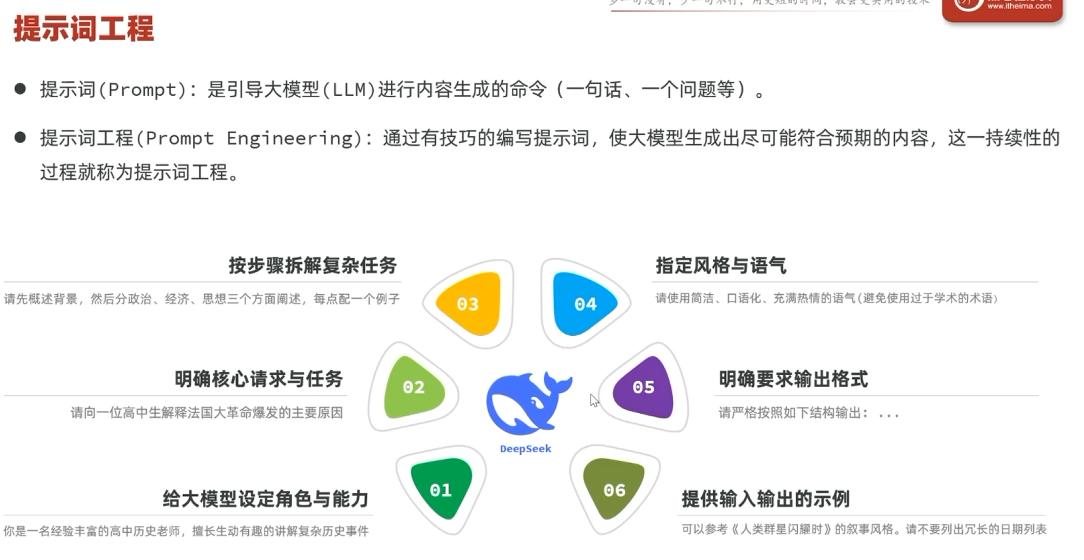 www.itheima.com
提示词工程
● 提示词(Prompt)：是引导大模型(LLM)进行内容生成的命令（一句话、一个问题等）。
● 提示词工程(Prompt Engineering)：通过有技巧的编写提示词，使大模型生成出尽可能符合预期的内容，这一持续性的
过程就称为提示词工程。
按步骤拆解复杂任务
请先概述背景，然后分政治、经济、思想三个方面阐述，每点配一个例子
03
04
指定风格与语气
请使用简洁、口语化、充满热情的语气(避免使用过于学术的术语)
明确核心请求与任务
请向一位高中生解释法国大革命爆发的主要原因
02
05
明确要求输出格式
请严格按照如下结构输出: ...
DeepSeek
给大模型设定角色与能力
你是一名经验丰富的高中历史老师，擅长生动有趣的讲解复杂历史事件
01
06
提供输入输出的示例
可以参考《人类群星闪耀时》的叙事风格。请不要列出冗长的日期列表